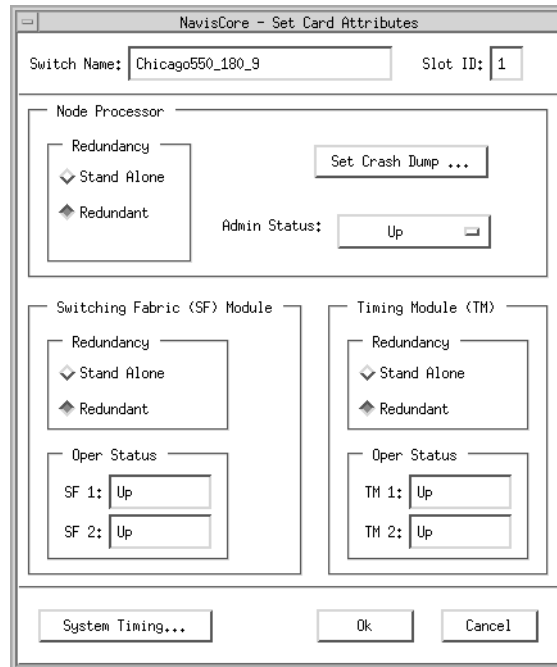 NavisCore - Set Card Attributes
Switch Name: Chicago550_180_9 Slot ID: 1
Node Processor
Redundancy
Stand Alone
Redundant
Set Crash Dump ...
Admin Status: Up
Switching Fabric (SF) Module
Redundancy
Stand Alone
Redundant
Oper Status
SF 1: Up
SF 2: Up
Timing Module (TM)
Redundancy
Stand Alone
Redundant
Oper Status
TM 1: Up
TM 2: Up
System Timing... Ok Cancel